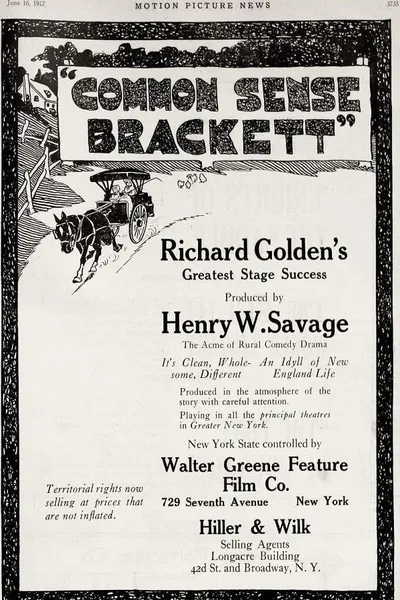 June 16, 1917 MOTION PICTURE NEWS 3735
"COMMON SENSE
BRACKETT"
Richard Golden's
Greatest Stage Success
Produced by
Henry W. Savage
The Acme of Rural Comedy Drama
It's Clean, Whole- An Idyll of New
some, Different England Life
Produced in the atmosphere of the
story with careful attention.
Playing in all the principal theatres
in Greater New York.
New York State controlled by
Walter Greene Feature
Film Co.
729 Seventh Avenue New York
Territorial rights now
selling at prices that
are not inflated.
Hiller & Wilk
Selling Agents
Longacre Building
42d St. and Broadway, N. Y.